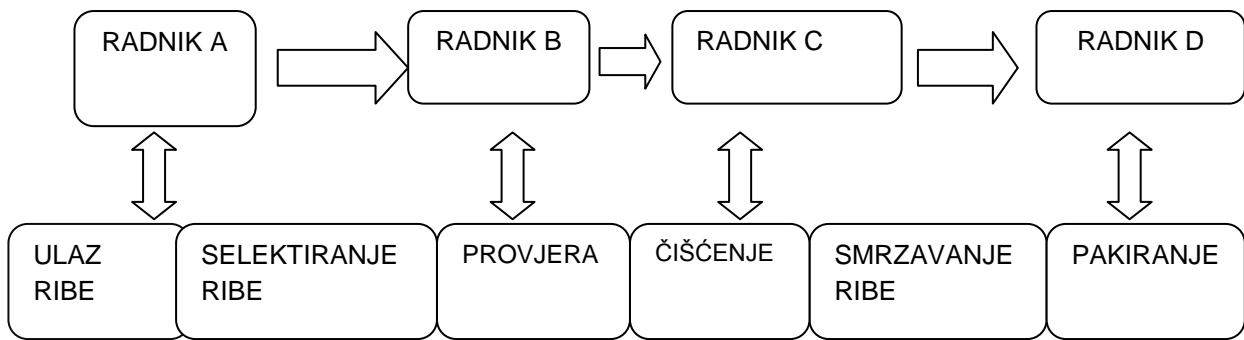 RADNIK A
RADNIK B
RADNIK C
RADNIK D
ULAZ
RIBE
SELEKTIRANJE
RIBE
PROVJERA
ČIŠĆENJE
SMRZAVANJE
RIBE
PAKIRANJE